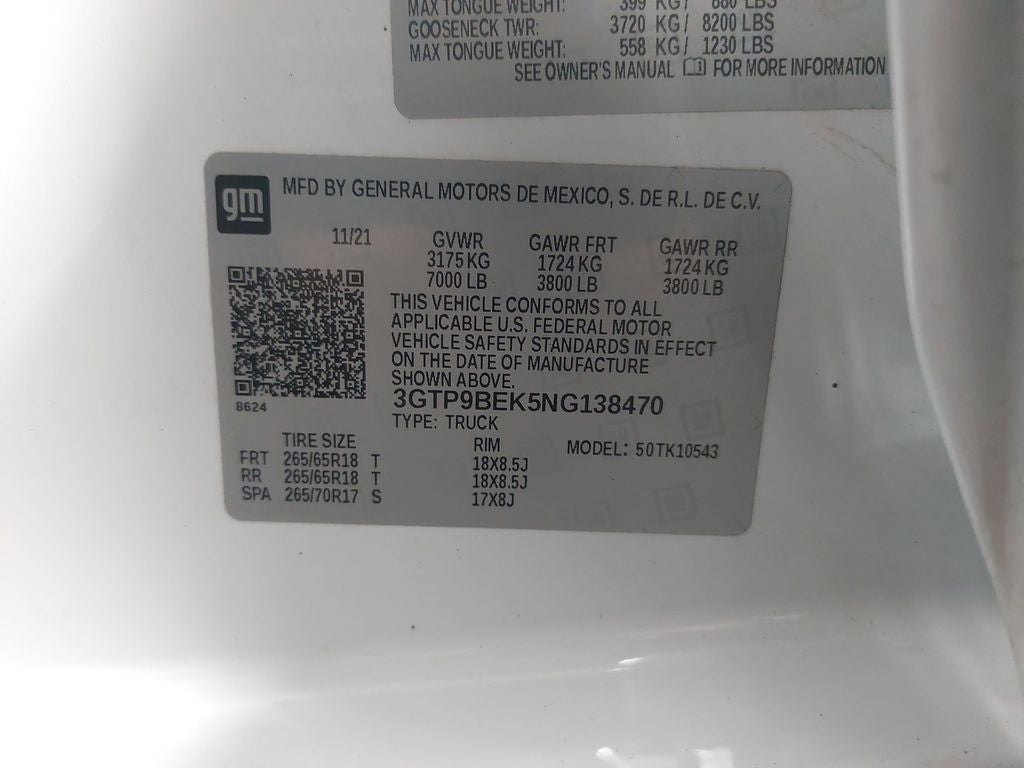 MAX TONGUE WEIGHT: 399 KG/ 880 LBS
GOOSENECK TWR: 3720 KG/ 8200 LBS
MAX TONGUE WEIGHT: 558 KG/ 1230 LBS
SEE OWNER'S MANUAL FOR MORE INFORMATION
gm MFD BY GENERAL MOTORS DE MEXICO, S. DE R.L. DE C.V.
11/21 GVWR GAWR FRT GAWR RR
3175 KG 1724 KG 1724 KG
7000 LB 3800 LB 3800 LB
THIS VEHICLE CONFORMS TO ALL
APPLICABLE U.S. FEDERAL MOTOR
VEHICLE SAFETY STANDARDS IN EFFECT
ON THE DATE OF MANUFACTURE
SHOWN ABOVE.
8624 3GTP9BEK5NG138470
TYPE: TRUCK
TIRE SIZE RIM MODEL: 50TK10543
FRT 265/65R18 T 18X8.5J
RR 265/65R18 T 18X8.5J
SPA 265/70R17 S 17X8J